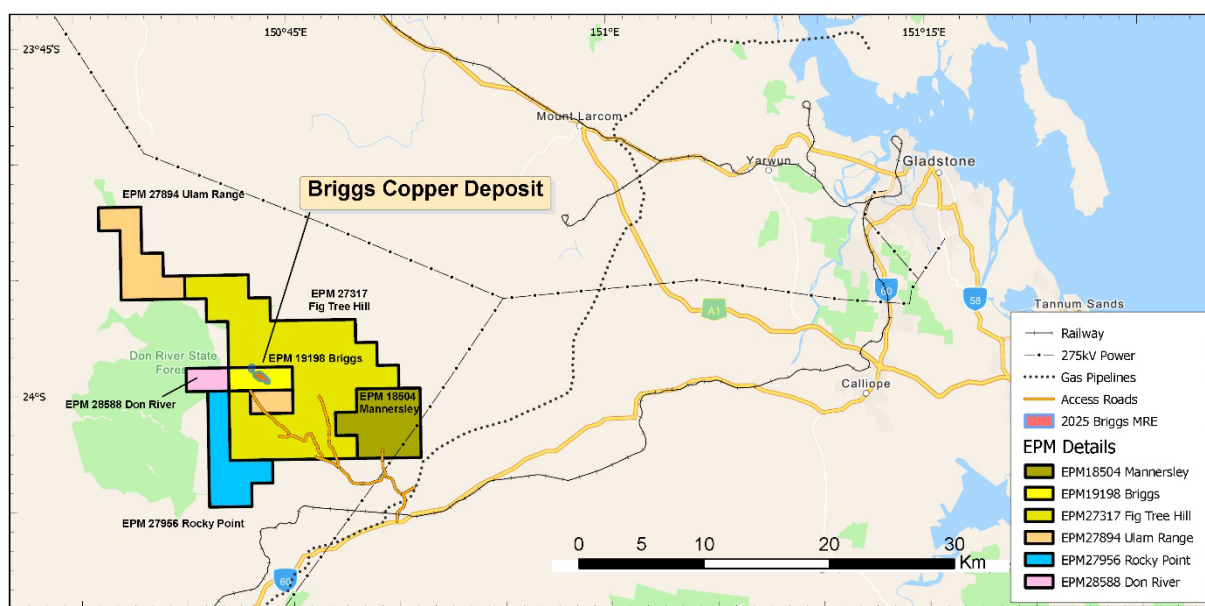 150°45'E
151°E
151°15'E
23°45'S
Mount Larcom
Yarwun
Gladstone
EPM 27894 Ulam Range
Briggs Copper Deposit
EPM 27317
Fig Tree Hill
60
58
A1
Tannum Sands
Don River State
Fores
EPM 19198 Briggs
EPM 28588 Don River
24°S
EPM 18504
Mannersley
Calliope
EPM 27956 Rocky Point
60
0
10
20
30
Km
Railway
275kV Power
Gas Pipelines
Access Roads
2025 Briggs MRE
EPM Details
EPM18504 Mannersley
EPM19198 Briggs
EPM27317 Fig Tree Hill
EPM27894 Ulam Range
EPM27956 Rocky Point
EPM28588 Don River